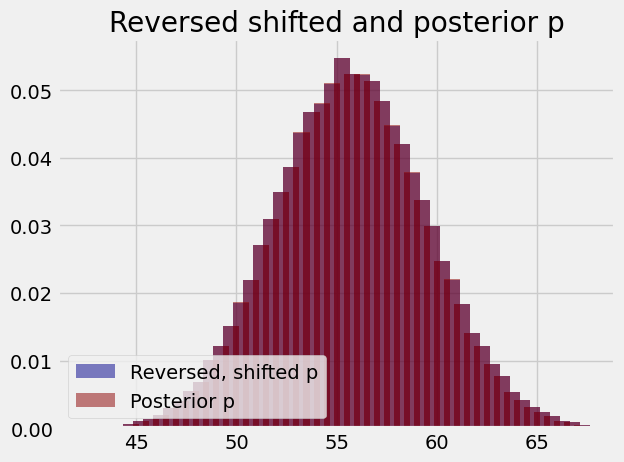 Reversed shifted and posterior p
0.05
0.04
0.03
0.02
0.01
0.00
Reversed, shifted p
Posterior p
45 50 55 60 65